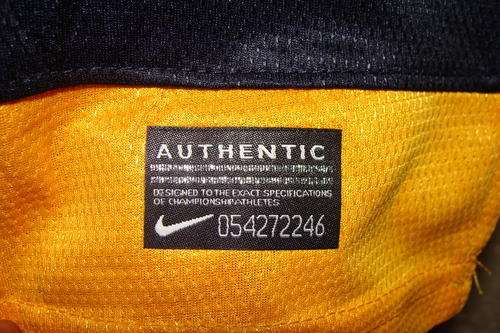 AUTHENTIC
DESIGNED TO THE EXACT SPECIFICATIONS
OF CHAMPIONSHIP ATHLETES.
054272246